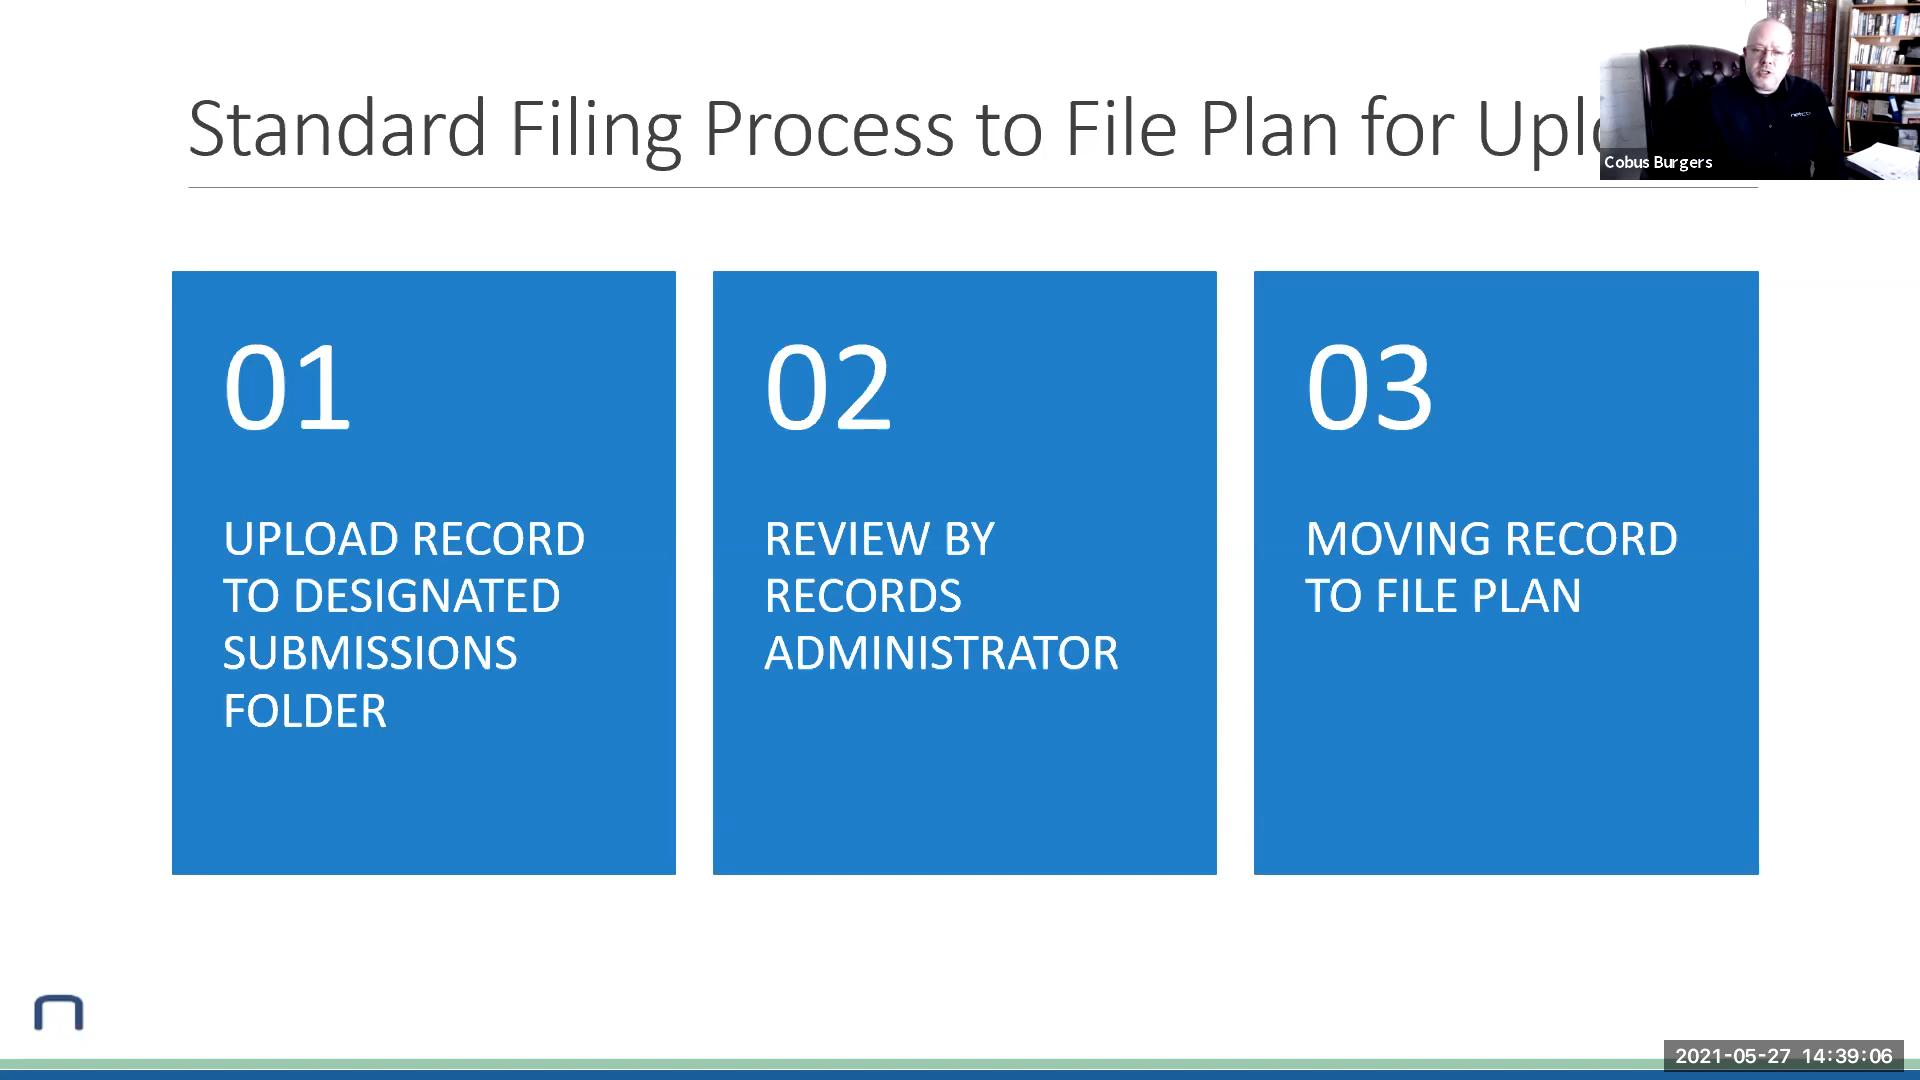 Standard Filing Process to File Plan for
Cobus Burgers
01
UPLOAD RECORD
TO DESIGNATED
SUBMISSIONS
FOLDER
02
REVIEW BY
RECORDS
ADMINISTRATOR
03
MOVING RECORD
TO FILE PLAN
2021-05-27 14:39:06